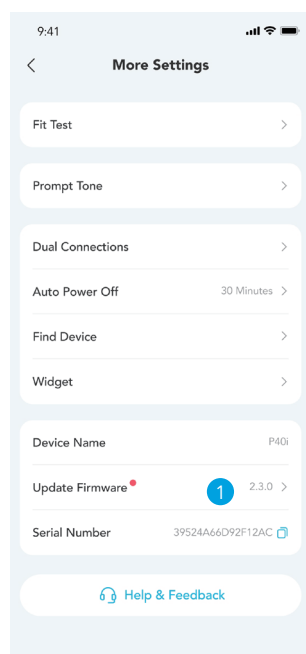 9:41
More Settings
Fit Test
Prompt Tone
Dual Connections
Auto Power Off 30 Minutes
Find Device
Widget
Device Name P40i
Update Firmware 1 2.3.0
Serial Number 39524A66D92F12AC
Help & Feedback